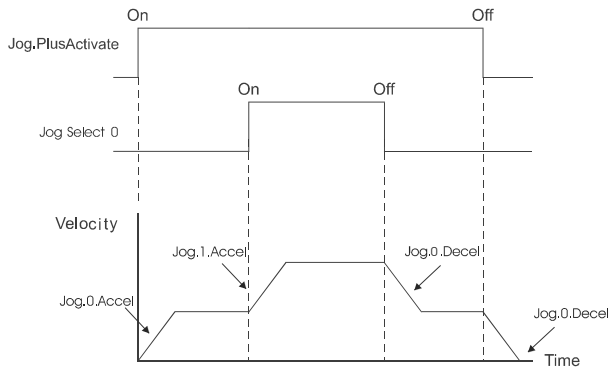 On
Off
Jog.PlusActivate
On
Off
Jog Select 0
Velocity
Jog.1.Accel
Jog.0.Decel
Jog.0.Accel
Jog.0.Decel
Time